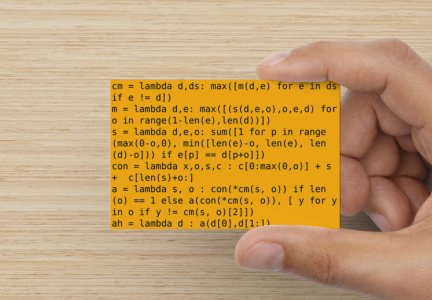 cm = lambda d,ds: max([m(d,e) for e in ds
if e != d])
m = lambda d,e: max([(s(d,e,o),o,e,d) for
o in range(1-len(e),len(d))])
s = lambda d,e,o: sum([1 for p in range
(max(0-o,0), min([len(e)-o, len(e), len
(d)-o])) if e[p] == d[p+o]])
con = lambda x,o,s,c : c[0:max(0,o)] + s
+  c[len(s)+o:]
a = lambda s, o : con(*cm(s, o)) if len
(o) == 1 else a(con(*cm(s, o)), [ y for y
in o if y != cm(s, o)[2]])
ah = lambda d : a(d[0],d[1:])